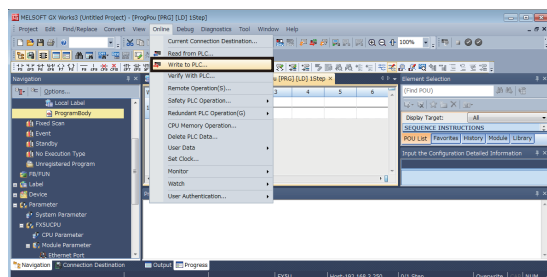 MELSOFT GX Works3 (Untitled Project) - [ProgPou [PRG] [LD] 1Step]
Project Edit Find/Replace Convert View Online Debug Diagnostics Tool Window
Current Connection Destination...
Read from PLC...
Write to PLC...
Verify With PLC...
Remote Operation(S)...
Safety PLC Operation...
Redundant PLC Operation(G)
CPU Memory Operation...
Delete PLC Data...
User Data
Set Clock...
Monitor
Watch
User Authentication...
100%
Navigation
Options...
Local Label
ProgramBody
Fixed Scan
Event
Standby
No Execution Type
Unregistered Program
FB/FUN
Label
Device
Parameter
System Parameter
FX5UCPU
CPU Parameter
Module Parameter
Ethernet Port
[PRG] [LD] 1Step
3 4 5 6
Element Selection
(Find POU)
Display Target: All
SEQUENCE INSTRUCTIONS
POU List Favorites History Module Library
Input the Configuration Detailed Information
Navigation Connection Destination Output Progress
FX5U Host-192.168.3.250 0/1 Step Overwrite CAP NUM